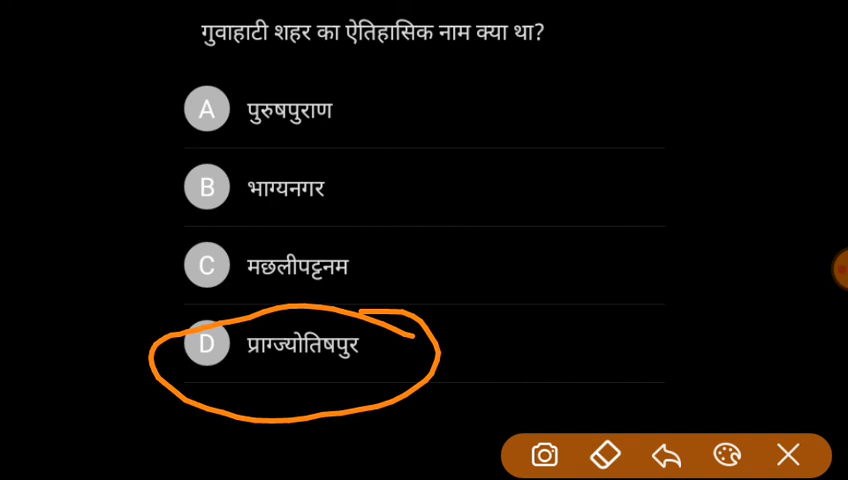 गुवाहाटी शहर का ऐतिहासिक नाम क्या था?
A पुरुषपुराण
B भाग्यनगर
C मछलीपट्टनम
D प्राग्ज्योतिषपुर